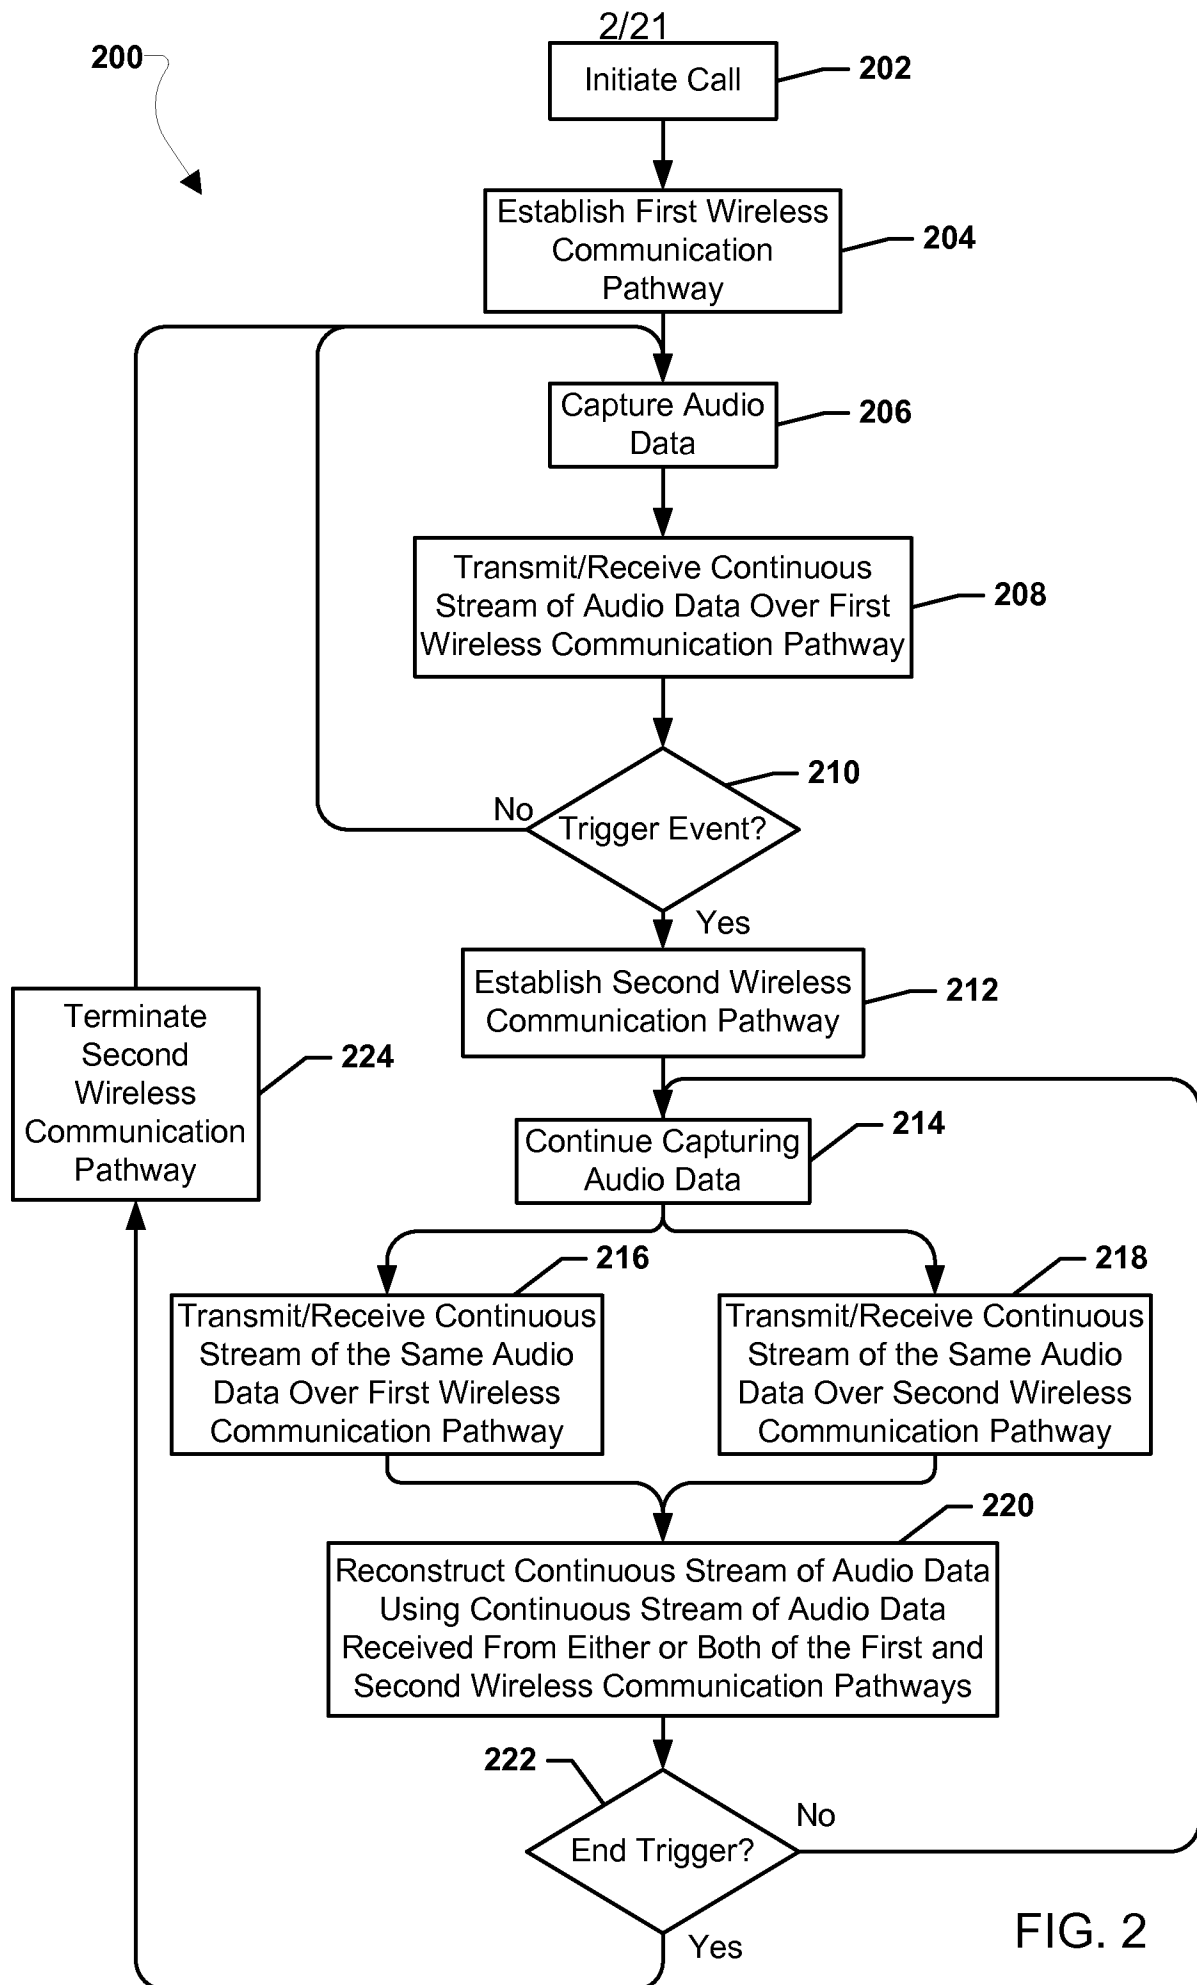 2/21
200
Initiate Call
202
Establish First Wireless
Communication
Pathway
204
Capture Audio
Data
206
Transmit/Receive Continuous
Stream of Audio Data Over First
Wireless Communication Pathway
208
210
No
Trigger Event?
Yes
Establish Second Wireless
Communication Pathway
212
Terminate
Second
Wireless
Communication
Pathway
224
Continue Capturing
Audio Data
214
216
Transmit/Receive Continuous
Stream of the Same Audio
Data Over First Wireless
Communication Pathway
218
Transmit/Receive Continuous
Stream of the Same Audio
Data Over Second Wireless
Communication Pathway
220
Reconstruct Continuous Stream of Audio Data
Using Continuous Stream of Audio Data
Received From Either or Both of the First and
Second Wireless Communication Pathways
222
End Trigger?
No
Yes
FIG. 2